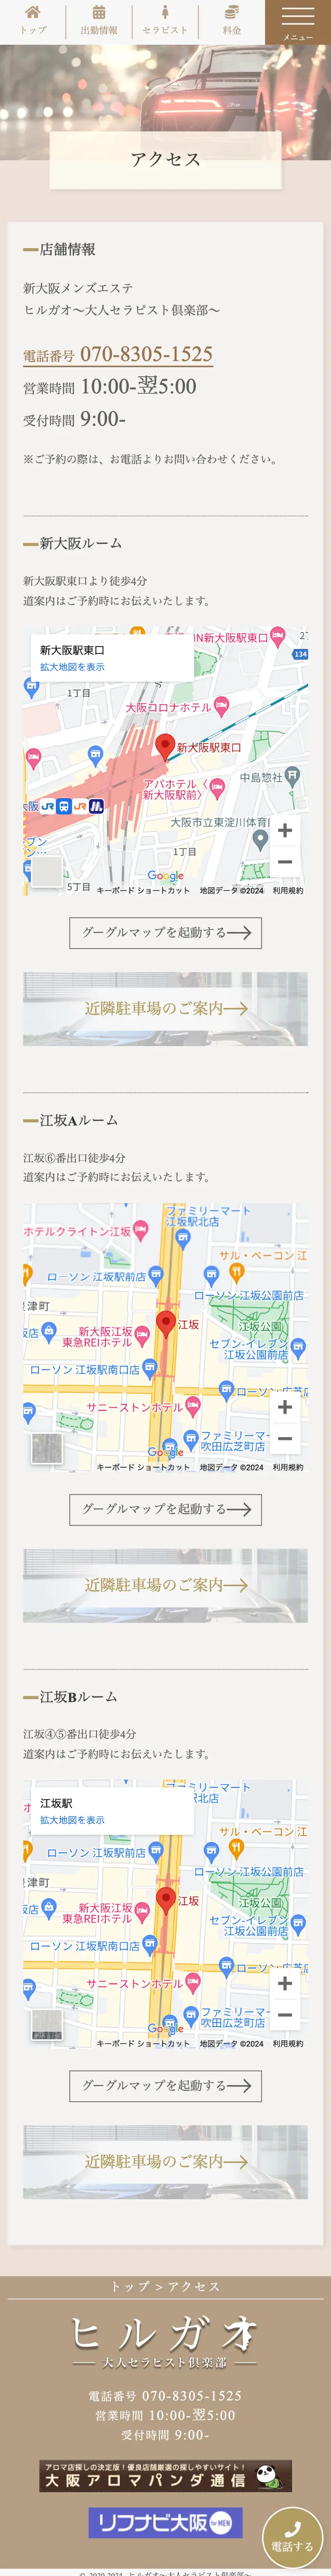 トップ
出勤情報
セラピスト
料金
メニュー
アクセス
店舗情報
新大阪メンズエステ
ヒルガオ～大人セラピスト倶楽部～
電話番号 070-8305-1525
営業時間 10:00-翌5:00
受付時間 9:00-
※ご予約の際は、お電話よりお問い合わせください。
新大阪ルーム
新大阪駅東口より徒歩4分
道案内はご予約時にお伝えいたします。
新大阪駅東口
拡大地図を表示
IN新大阪駅東口
134
1丁目
大阪コロナホテル
新大阪駅東口
アパホテル〈
新大阪駅前〉
中島惣社
大阪市立東淀川体育館
1丁目
5丁目
Google
キーボード ショートカット 地図データ ©2024 利用規約
グーグルマップを起動する
近隣駐車場のご案内
江坂Aルーム
江坂⑥番出口徒歩4分
道案内はご予約時にお伝えいたします。
ファミリーマート
江坂駅北店
ホテルクライトン江坂
サル・ベーコン 江
ローソン 江坂駅前店
ローソン 江坂公園前店
江坂
江坂公園
新大阪江坂
東急REIホテル
セブン-イレブン
江坂公園前店
ローソン 江坂駅南口店
サニーストンホテル
ファミリーマー
吹田広芝町店
Google
キーボード ショートカット 地図データ ©2024 利用規約
グーグルマップを起動する
近隣駐車場のご案内
江坂Bルーム
江坂④⑤番出口徒歩4分
道案内はご予約時にお伝えいたします。
江坂駅
拡大地図を表示
ファミリーマート
駅北店
サル・ベーコン 江
ローソン 江坂駅前店
ローソン 江坂公園前店
江坂
江坂公園
新大阪江坂
東急REIホテル
セブン-イレブン
江坂公園前店
ローソン 江坂駅南口店
サニーストンホテル
ファミリーマー
吹田広芝町店
Google
キーボード ショートカット 地図データ ©2024 利用規約
グーグルマップを起動する
近隣駐車場のご案内
トップ > アクセス
ヒルガオ
大人セラピスト倶楽部
電話番号 070-8305-1525
営業時間 10:00-翌5:00
受付時間 9:00-
アロマ店探しの決定版！優良店舗厳選の探しやすいサイト！
大阪アロマパンダ通信
リフナビ大阪 for MEN
電話する